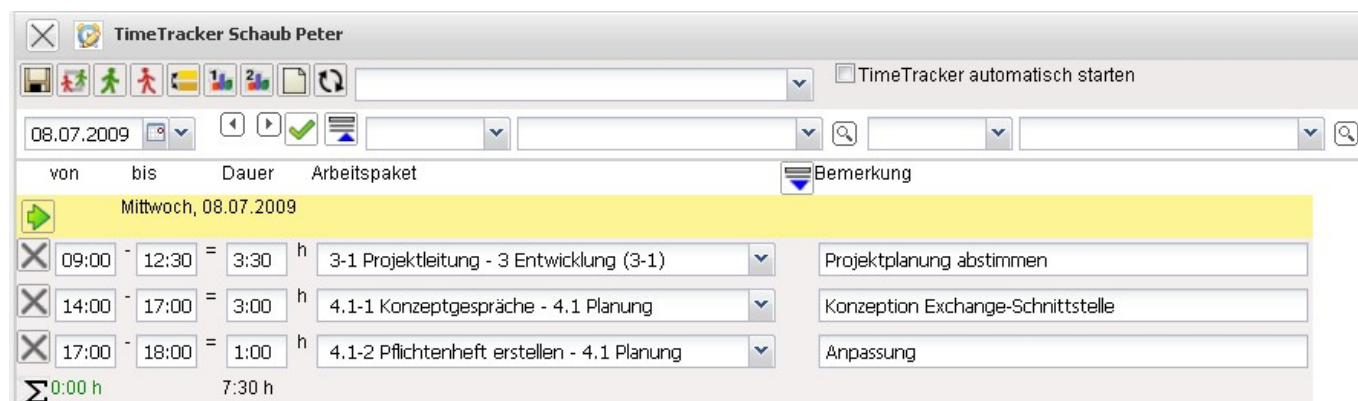 TimeTracker Schaub Peter
1 2 TimeTracker automatisch starten
08.07.2009
von bis Dauer Arbeitspaket Bemerkung
Mittwoch, 08.07.2009
09:00 - 12:30 = 3:30 h 3-1 Projektleitung - 3 Entwicklung (3-1) Projektplanung abstimmen
14:00 - 17:00 = 3:00 h 4.1-1 Konzeptgespräche - 4.1 Planung Konzeption Exchange-Schnittstelle
17:00 - 18:00 = 1:00 h 4.1-2 Pflichtenheft erstellen - 4.1 Planung Anpassung
Σ 0:00 h 7:30 h